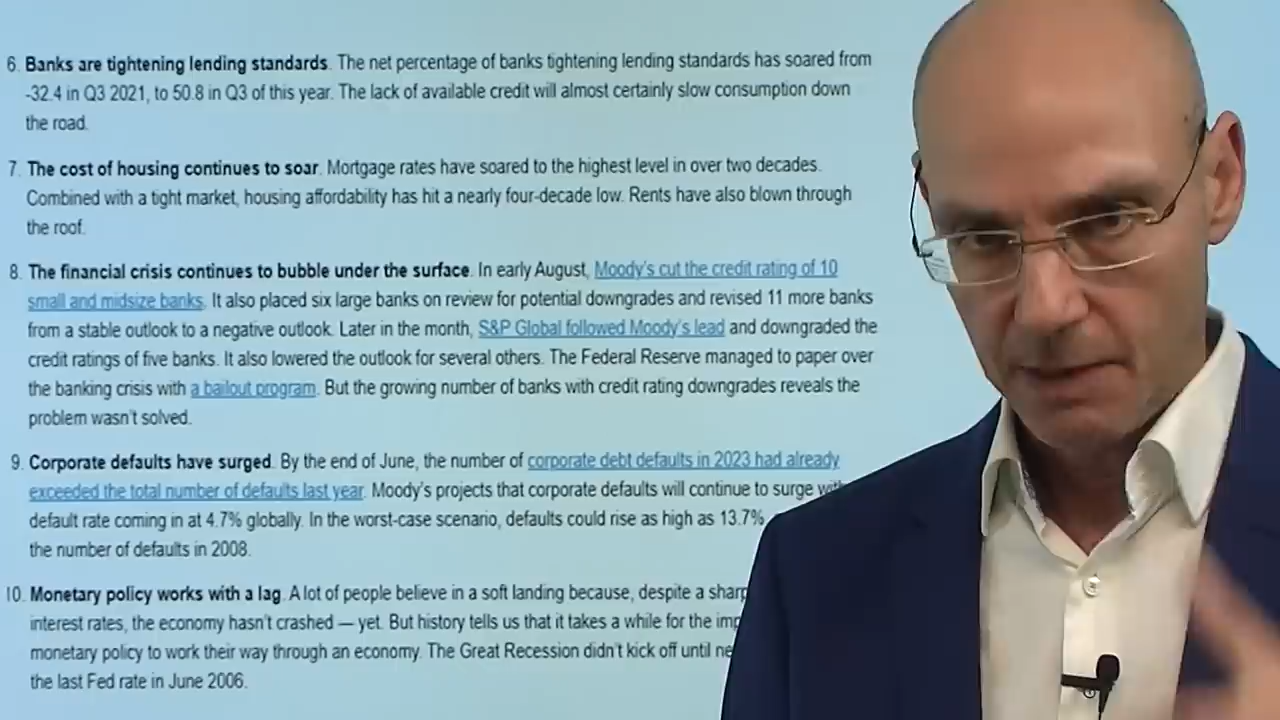 6. Banks are tightening lending standards. The net percentage of banks tightening lending standards has soared from
-32.4 in Q3 2021, to 50.8 in Q3 of this year. The lack of available credit will almost certainly slow consumption down
the road.
7. The cost of housing continues to soar. Mortgage rates have soared to the highest level in over two decades.
Combined with a tight market, housing affordability has hit a nearly four-decade low. Rents have also blown through
the roof.
8. The financial crisis continues to bubble under the surface. In early August, Moody's cut the credit rating of 10
small and midsize banks. It also placed six large banks on review for potential downgrades and revised 11 more banks
from a stable outlook to a negative outlook. Later in the month, S&P Global followed Moody's lead and downgraded the
credit ratings of five banks. It also lowered the outlook for several others. The Federal Reserve managed to paper over
the banking crisis with a bailout program. But the growing number of banks with credit rating downgrades reveals the
problem wasn't solved.
9. Corporate defaults have surged. By the end of June, the number of corporate debt defaults in 2023 had already
exceeded the total number of defaults last year. Moody's projects that corporate defaults will continue to surge with
default rate coming in at 4.7% globally. In the worst-case scenario, defaults could rise as high as 13.7%
the number of defaults in 2008.
10. Monetary policy works with a lag. A lot of people believe in a soft landing because, despite a sharp
interest rates, the economy hasn't crashed — yet. But history tells us that it takes a while for the
monetary policy to work their way through an economy. The Great Recession didn't kick off until
the last Fed rate in June 2006.